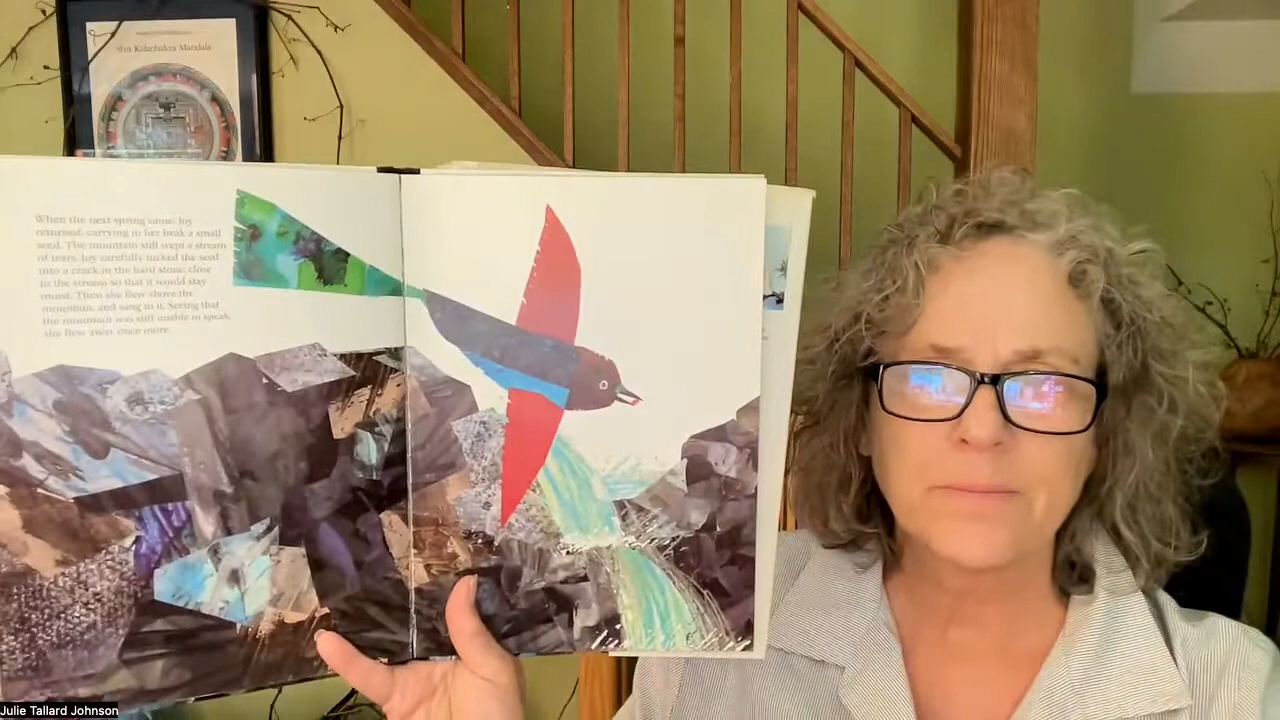 Kalachakra Mandala
When the next spring came, Joy
returned, carrying in her beak a small
seed. The mountain still wept a stream
of tears. Joy carefully tucked the seed
into a crack in the hard stone, close
to the stream so that it would stay
moist. Then she flew above the
mountain, and sang to it. Seeing that
the mountain was still unable to speak,
she flew away once more.
Julie Tallard Johnson